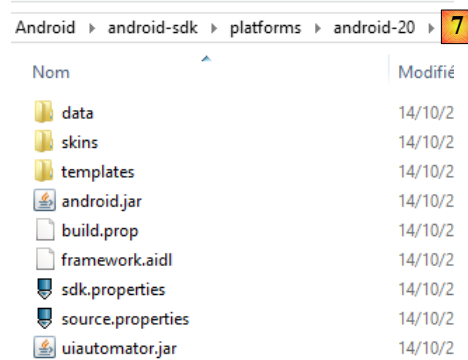 Android android-sdk platforms android-20 7
Nom Modifié
data 14/10/2
skins 14/10/2
templates 14/10/2
android.jar 14/10/2
build.prop 14/10/2
framework.aidl 14/10/2
sdk.properties 14/10/2
source.properties 14/10/2
uiautomator.jar 14/10/2